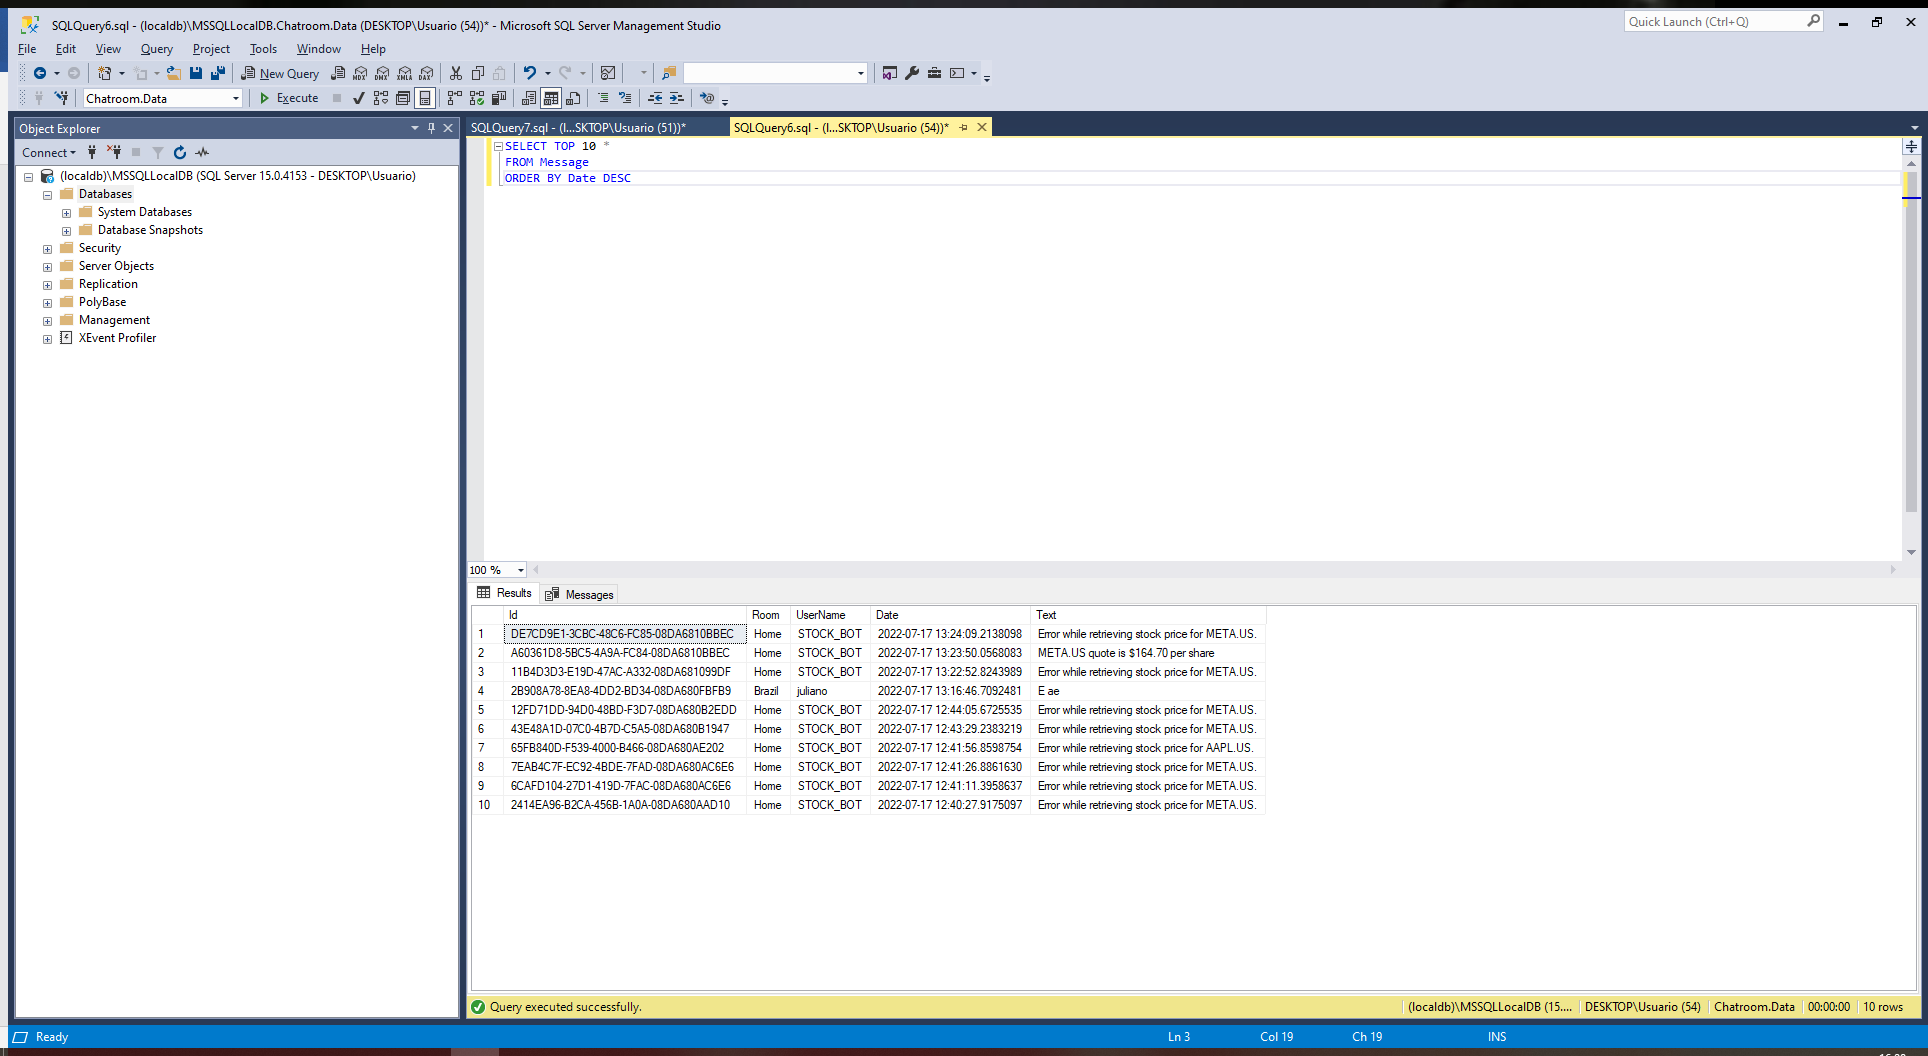 SQLQuery6.sql - (localdb)\MSSQLLocalDB.Chatroom.Data (DESKTOP\Usuario (54))* - Microsoft SQL Server Management Studio
Quick Launch (Ctrl+Q)
File Edit View Query Project Tools Window Help
New Query MDX DMX XMLA DAX
Chatroom.Data Execute
Object Explorer
SQLQuery7.sql - (l...SKTOP\Usuario (51))* SQLQuery6.sql - (l...SKTOP\Usuario (54))*
Connect
(localdb)\MSSQLLocalDB (SQL Server 15.0.4153 - DESKTOP\Usuario)
Databases
System Databases
Database Snapshots
Security
Server Objects
Replication
PolyBase
Management
XEvent Profiler
SELECT TOP 10 *
FROM Message
ORDER BY Date DESC
100 %
Results Messages
Id Room UserName Date Text
1 DE7CD9E1-3CBC-48C6-FC85-08DA6810BBEC Home STOCK_BOT 2022-07-17 13:24:09.2138098 Error while retrieving stock price for META.US.
2 A60361D8-5BC5-4A9A-FC84-08DA6810BBEC Home STOCK_BOT 2022-07-17 13:23:50.0568083 META.US quote is $164.70 per share
3 11B4D3D3-E19D-47AC-A332-08DA681099DF Home STOCK_BOT 2022-07-17 13:22:52.8243989 Error while retrieving stock price for META.US.
4 2B908A78-8EA8-4DD2-BD34-08DA680FBFB9 Brazil juliano 2022-07-17 13:16:46.7092481 E ae
5 12FD71DD-94D0-48BD-F3D7-08DA680B2EDD Home STOCK_BOT 2022-07-17 12:44:05.6725535 Error while retrieving stock price for META.US.
6 43E48A1D-07C0-4B7D-C5A5-08DA680B1947 Home STOCK_BOT 2022-07-17 12:43:29.2383219 Error while retrieving stock price for META.US.
7 65FB840D-F539-4000-B466-08DA680AE202 Home STOCK_BOT 2022-07-17 12:41:56.8598754 Error while retrieving stock price for AAPL.US.
8 7EAB4C7F-EC92-4BDE-7FAD-08DA680AC6E6 Home STOCK_BOT 2022-07-17 12:41:26.8861630 Error while retrieving stock price for META.US.
9 6CAFD104-27D1-419D-7FAC-08DA680AC6E6 Home STOCK_BOT 2022-07-17 12:41:11.3958637 Error while retrieving stock price for META.US.
10 2414EA96-B2CA-456B-1A0A-08DA680AAD10 Home STOCK_BOT 2022-07-17 12:40:27.9175097 Error while retrieving stock price for META.US.
Query executed successfully. (localdb)\MSSQLLocalDB (15.... DESKTOP\Usuario (54) Chatroom.Data 00:00:00 10 rows
Ready Ln 3 Col 19 Ch 19 INS